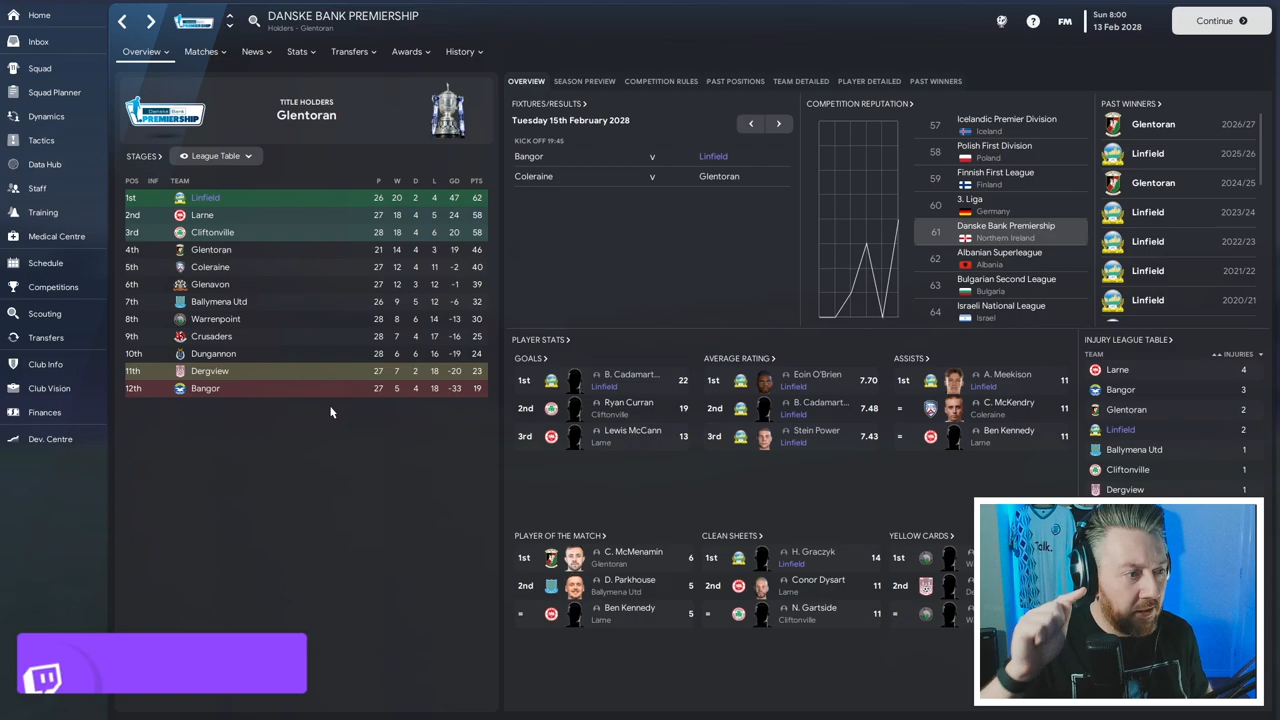 Home
Inbox
Squad
Squad Planner
Dynamics
Tactics
Data Hub
Staff
Training
Medical Centre
Schedule
Competitions
Scouting
Transfers
Club Info
Club Vision
Finances
Dev. Centre
DANSKE BANK PREMIERSHIP
Holders - Glentoran
FM
Sun 8:00
13 Feb 2028
Continue
Overview Matches News Stats Transfers Awards History
TITLE HOLDERS
Glentoran
STAGES League Table
POS INF TEAM P W L GD PTS
1st Linfield 26 20 2 4 47 62
2nd Larne 27 18 4 5 24 58
3rd Cliftonville 28 18 4 6 20 58
4th Glentoran 21 14 4 3 19 46
5th Coleraine 27 12 4 11 -2 40
6th Glenavon 27 12 12 -1 39
7th Ballymena Utd 26 9 5 12 -6 32
8th Warrenpoint 28 14 -13 30
9th Crusaders 28 7 4 17 -16 25
10th Dungannon 28 6 6 16 -19 24
11th Dergview 27 7 2 18 -20 23
12th Bangor 27 5 4 18 -33 19
OVERVIEW SEASON PREVIEW COMPETITION RULES PAST POSITIONS TEAM DETAILED PLAYER DETAILED PAST WINNERS
FIXTURES/RESU
Tuesday 15th February 2028
KICK OFF 19:45
Bangor v Linfield
Coleraine v Glentoran
COMPETITION REPUTATION
57 Icelandic Premier Division
Iceland
58 Polish First Division
Poland
59 Finnish First League
Finland
60 3. Liga
Germany
61 Danske Bank Premiership
Northern Ireland
62 Albanian Superleague
Albania
63 Bulgarian Second League
Bulgaria
64 Israeli National League
Israel
PAST WINNERS
Glentoran 2026/27
Linfield 2025/26
Glentoran 2024/25
Linfield 2023/24
Linfield 2022/23
Linfield 2021/22
Linfield 2020/21
PLAYER STATS
GOALS
1st B. Cadamart... 22
Linfield
2nd Ryan Curran 19
Cliftonville
3rd Lewis McCann 13
Larne
AVERAGE RATING
1st Eoin O'Brien 7.70
Linfield
2nd B. Cadamart... 7.48
Linfield
3rd Stein Power 7.43
Linfield
ASSISTS
1st A. Meekison 11
Linfield
= C. McKendry 11
Coleraine
= Ben Kennedy 11
Larne
INJURY LEAGUE TABLE
TEAM INJURIES
Larne 4
Bangor 3
Glentoran 2
Linfield 2
Ballymena Utd 1
Cliftonville 1
Dergview 1
PLAYER OF THE MATCH
1st C. McMenamin 6
Glentoran
2nd D. Parkhouse 5
Ballymena Utd
= Ben Kennedy 5
Larne
CLEAN SHEETS
1st H. Graczyk 14
Linfield
2nd Conor Dysart 11
Larne
= N. Gartside 11
Cliftonville
YELLOW CARDS
1st
2nd
=
Talk.